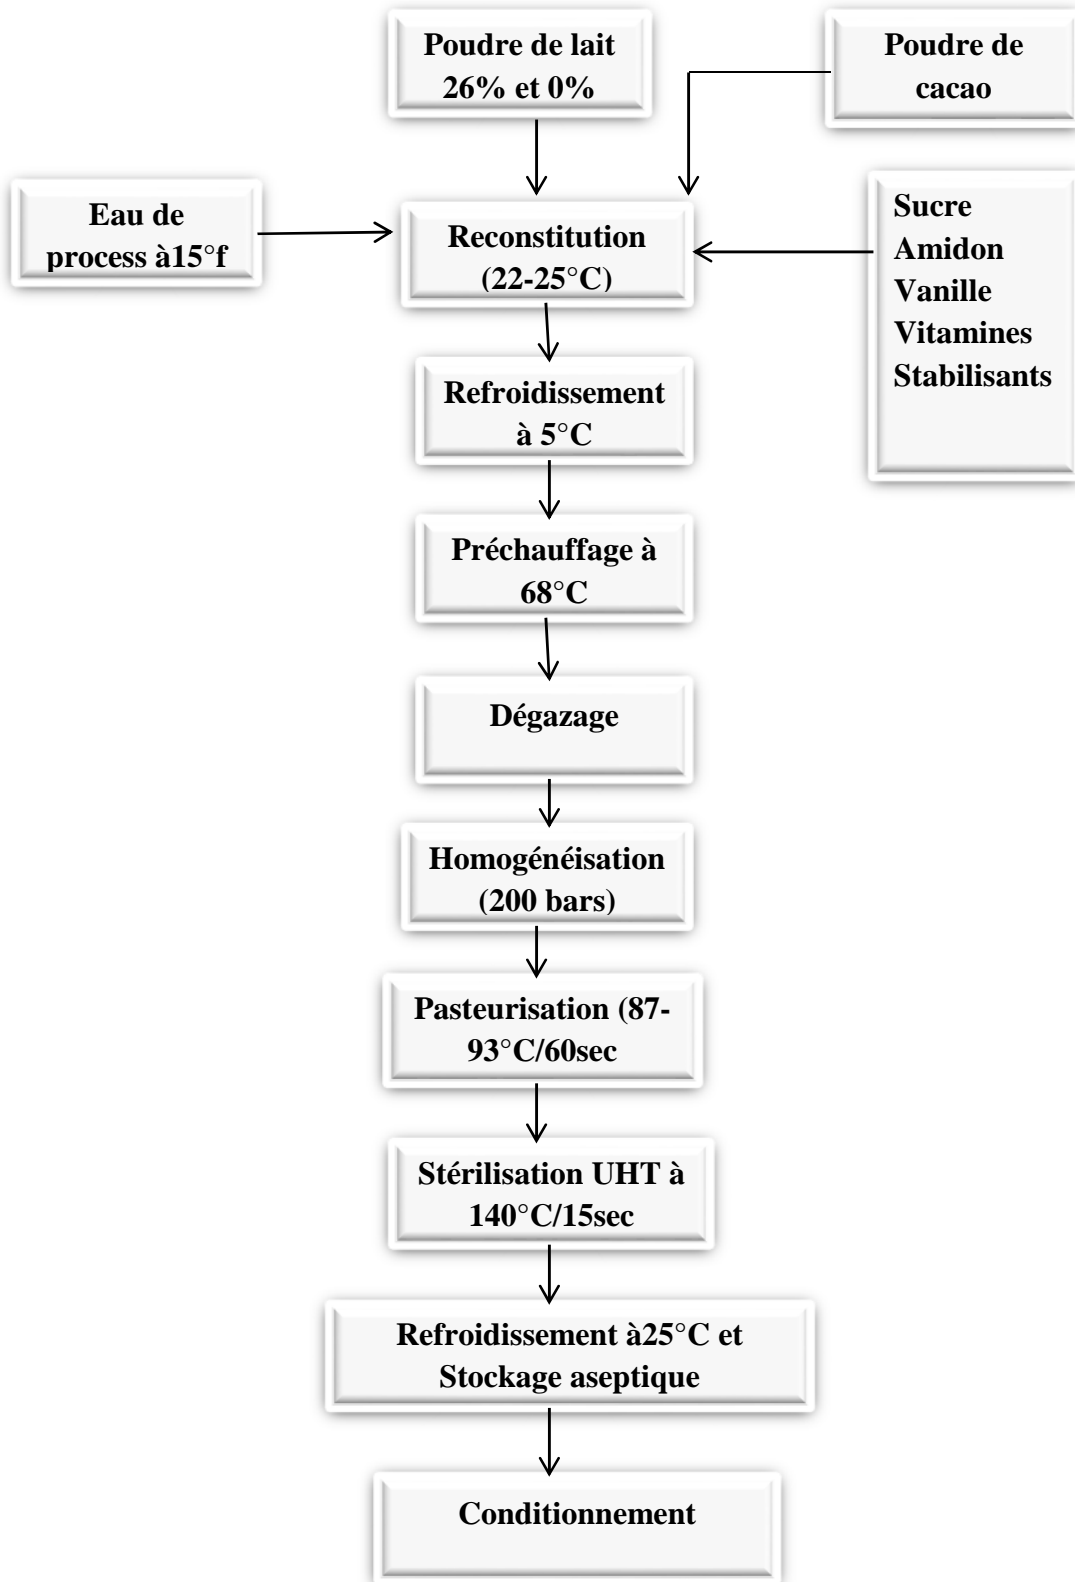 Poudre de lait
26% et 0%
Poudre de
cacao
Eau de
process à15°f
Reconstitution
(22-25°C)
Sucre
Amidon
Vanille
Vitamines
Stabilisants
Refroidissement
à 5°C
Préchauffage à
68°C
Dégazage
Homogénéisation
(200 bars)
Pasteurisation (87-
93°C/60sec
Stérilisation UHT à
140°C/15sec
Refroidissement à25°C et
Stockage aseptique
Conditionnement